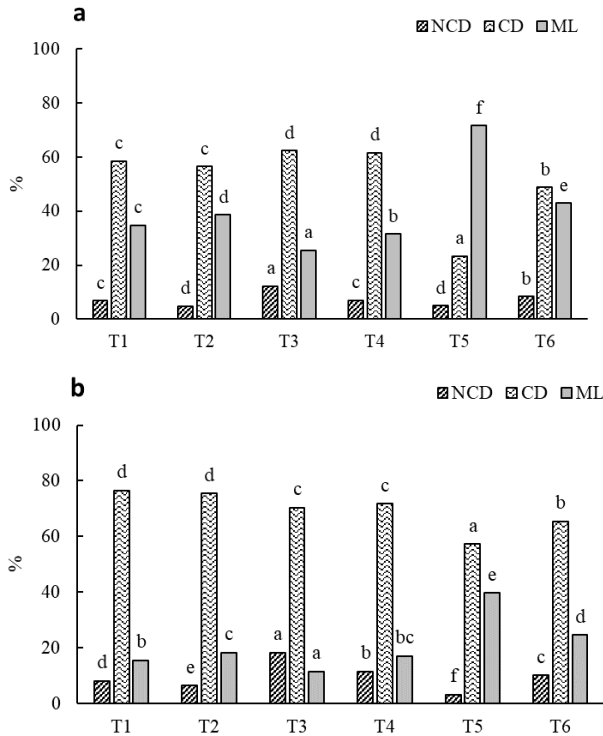 a
NCD CD ML
100
80
60
40
20
0
%
c c c
d c d
a d a
c d b
d a f
b b e
T1 T2 T3 T4 T5 T6
b
NCD CD ML
100
80
60
40
20
0
%
d d b
e d c
a c a
b c bc
f a e
c b d
T1 T2 T3 T4 T5 T6